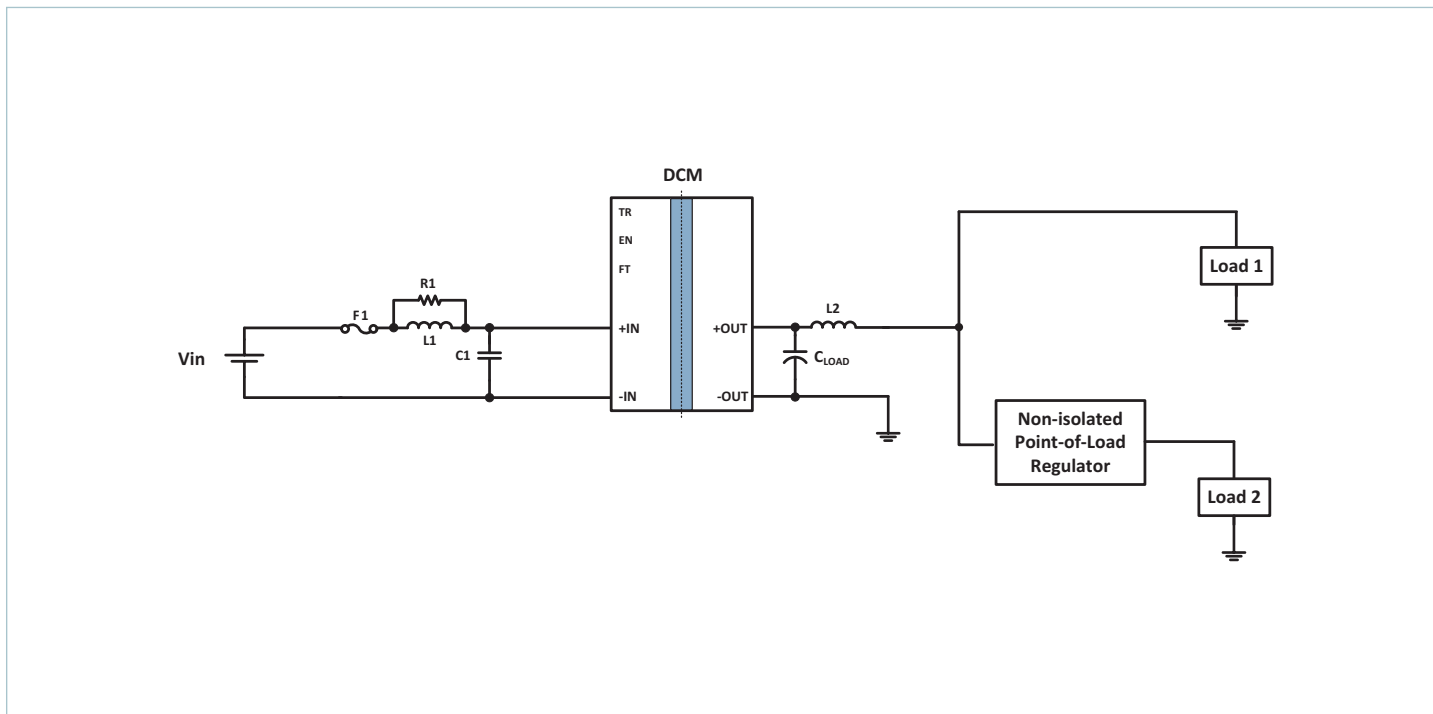 DCM
TR
EN
FT
R1
F1
L1
C1
Vin
+IN
-IN
+OUT
-OUT
L2
CLOAD
Load 1
Non-isolated
Point-of-Load
Regulator
Load 2